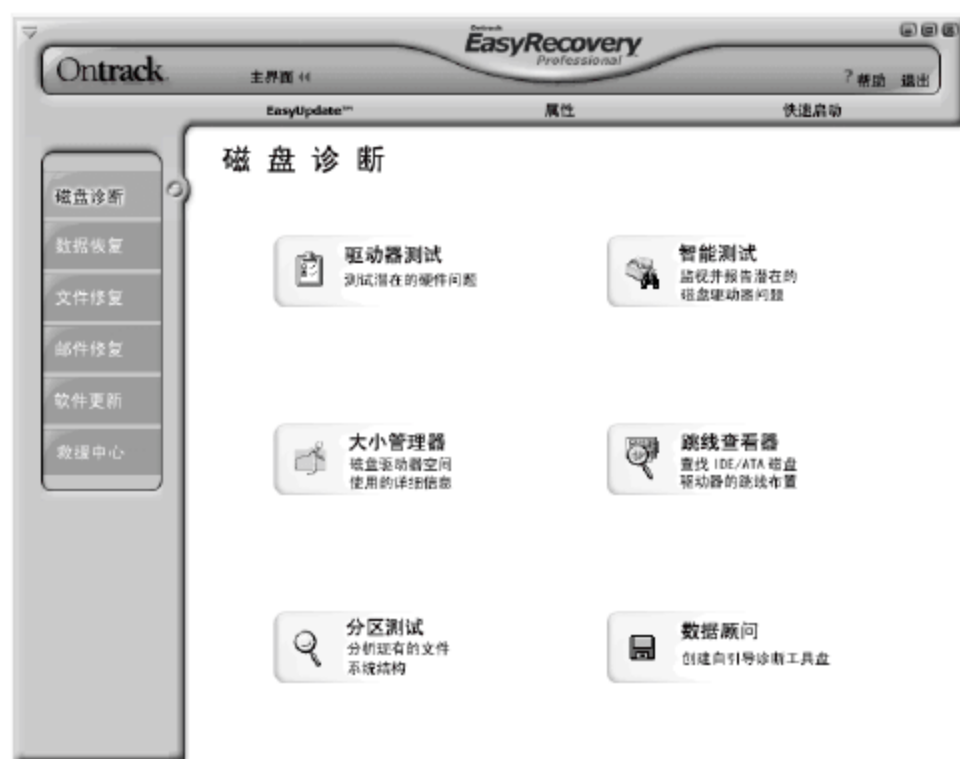 Ontrack
EasyRecovery
Professional
Ontrack
主界面
? 帮助 退出
EasyUpdate™ 属性 快速启动
磁盘诊断
磁盘诊断
数据恢复
文件修复
邮件修复
软件更新
救援中心
驱动器测试
测试潜在的硬件问题
智能测试
监视并报告潜在的
磁盘驱动器问题
大小管理器
磁盘驱动器空间
使用的详细信息
跳线查看器
查找 IDE/ATA 磁盘
驱动器的跳线布置
分区测试
分析现有的文件
系统结构
数据顾问
创建自引导诊断工具盘